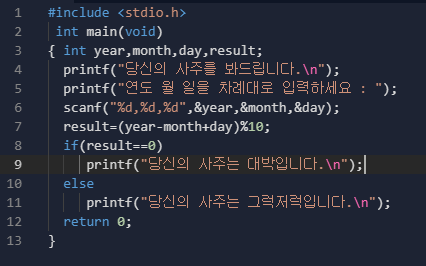 1 #include <stdio.h>
2 int main(void)
3 { int year,month,day,result;
4 printf("당신의 사주를 봐드립니다.\n");
5 printf("연도 월 일을 차례대로 입력하세요 : ");
6 scanf("%d,%d,%d",&year,&month,&day);
7 result=(year-month+day)%10;
8 if(result==0)
9 printf("당신의 사주는 대박입니다.\n");
10 else
11 printf("당신의 사주는 그럭저럭입니다.\n");
12 return 0;
13 }